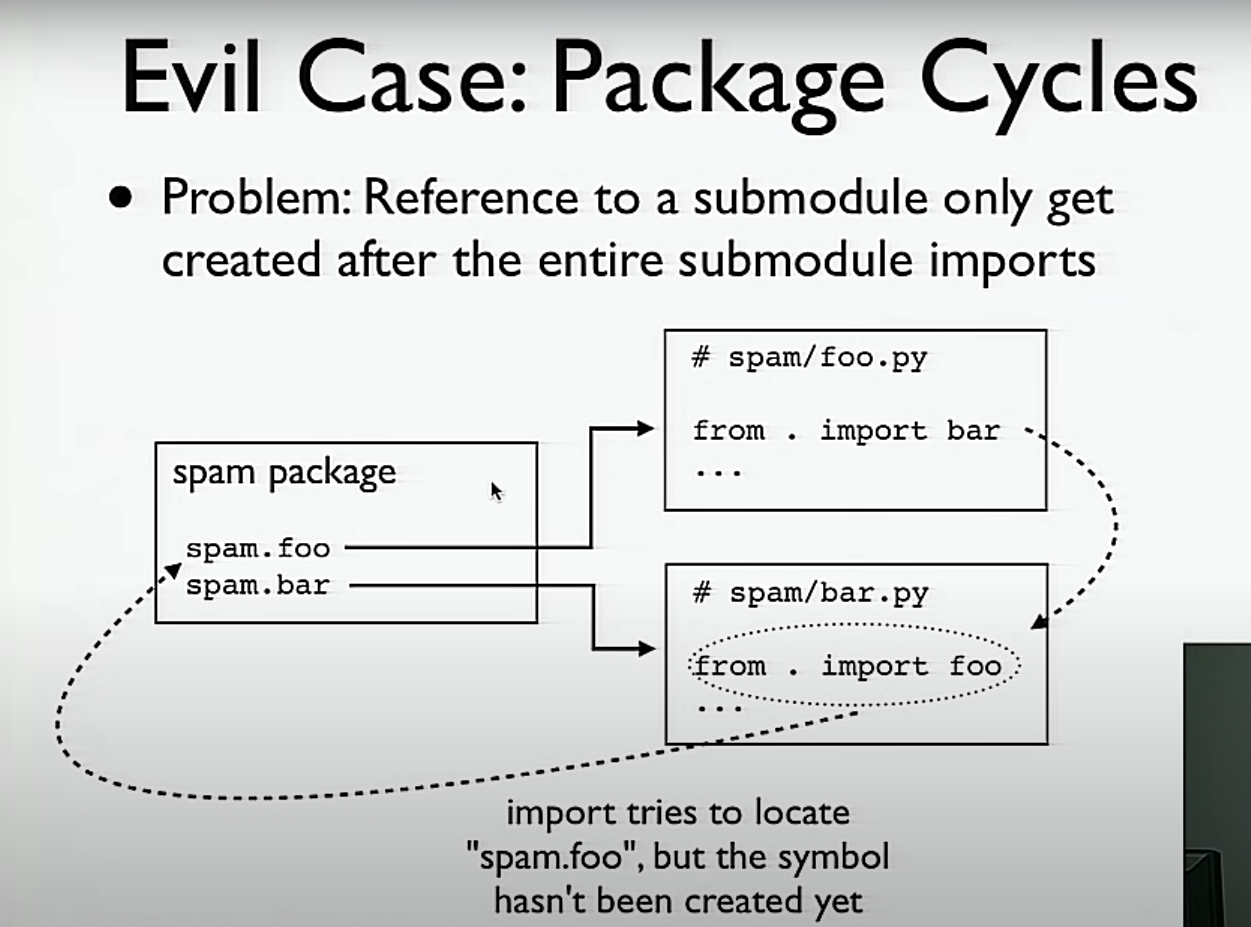 Evil Case: Package Cycles
• Problem: Reference to a submodule only get
created after the entire submodule imports
spam package
spam.foo
spam.bar
# spam/foo.py
from . import bar
...
# spam/bar.py
from . import foo
...
import tries to locate
"spam.foo", but the symbol
hasn't been created yet